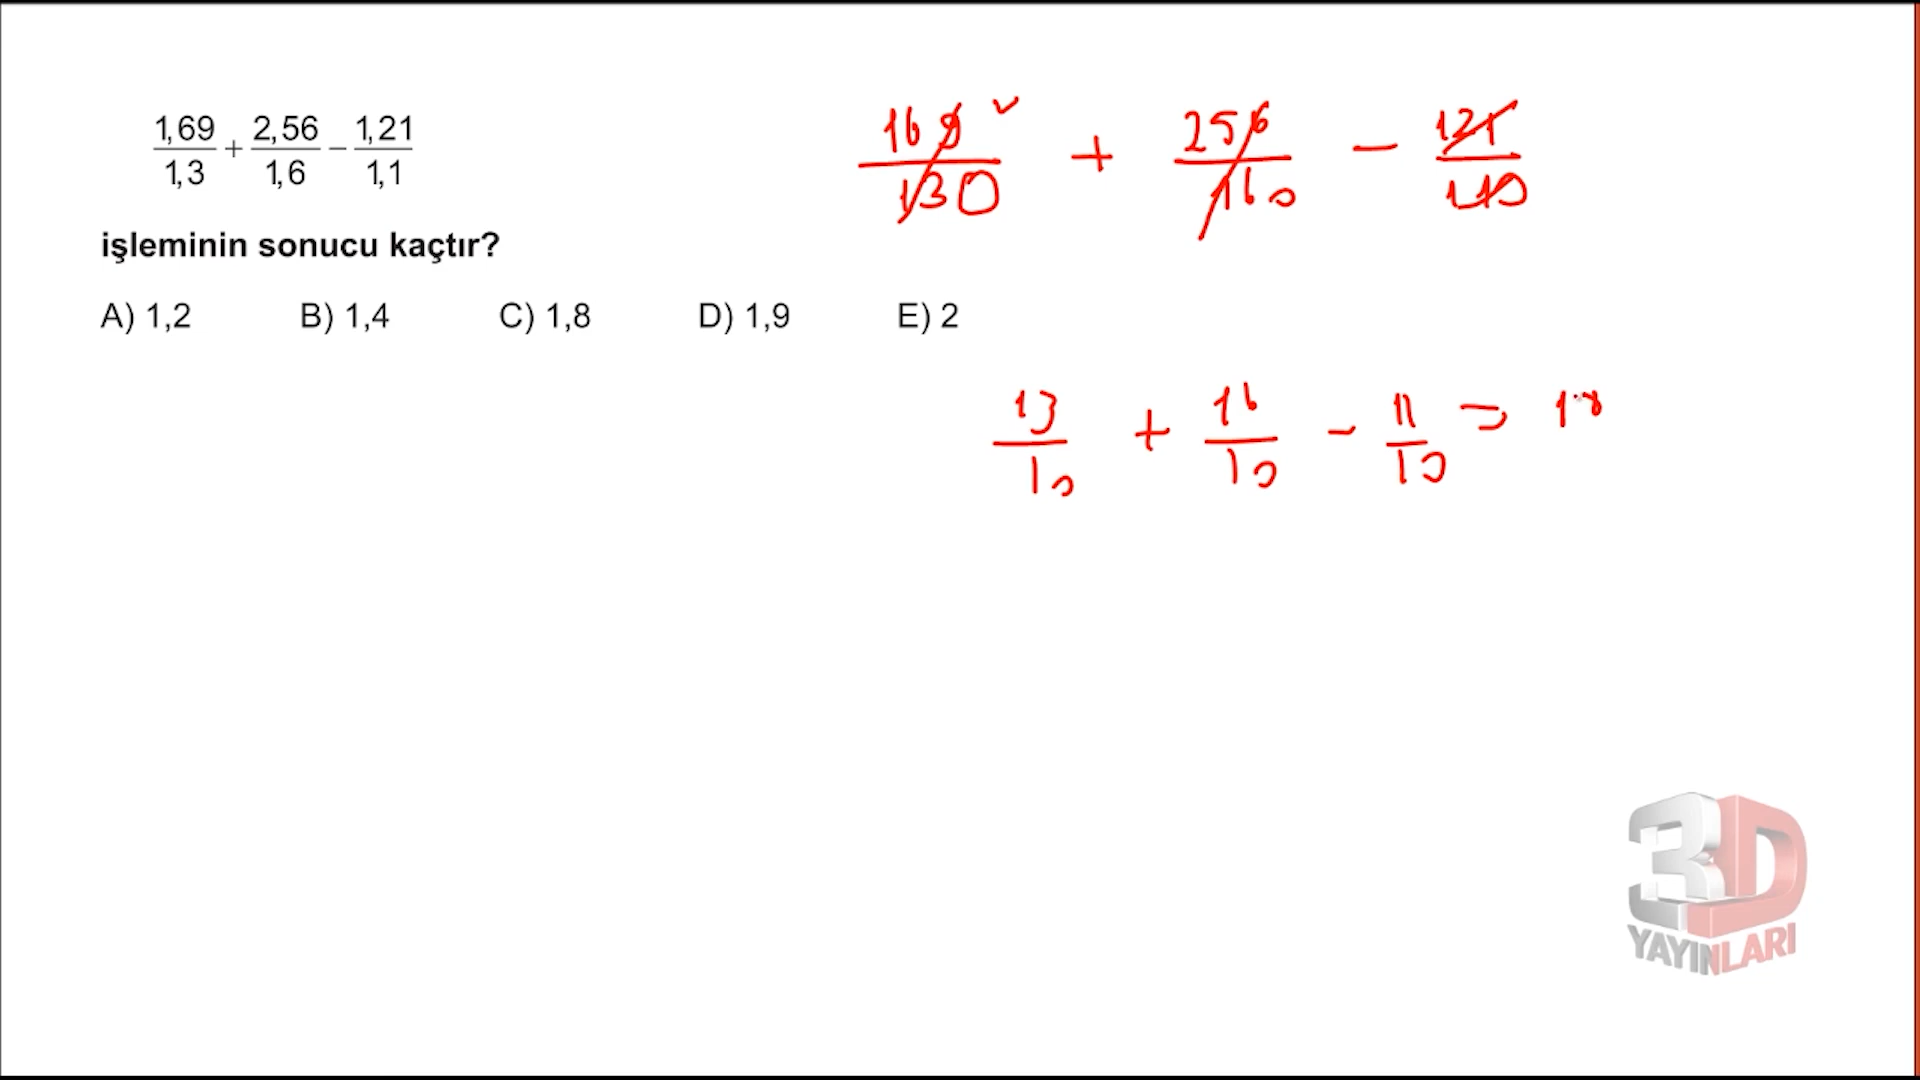 1,69/1,3 + 2,56/1,6 − 1,21/1,1
işleminin sonucu kaçtır?
A) 1,2 B) 1,4 C) 1,8 D) 1,9 E) 2
169/130 + 256/160 − 121/110
13/10 + 16/10 − 11/10 = 1.8
3D
YAYINLARI